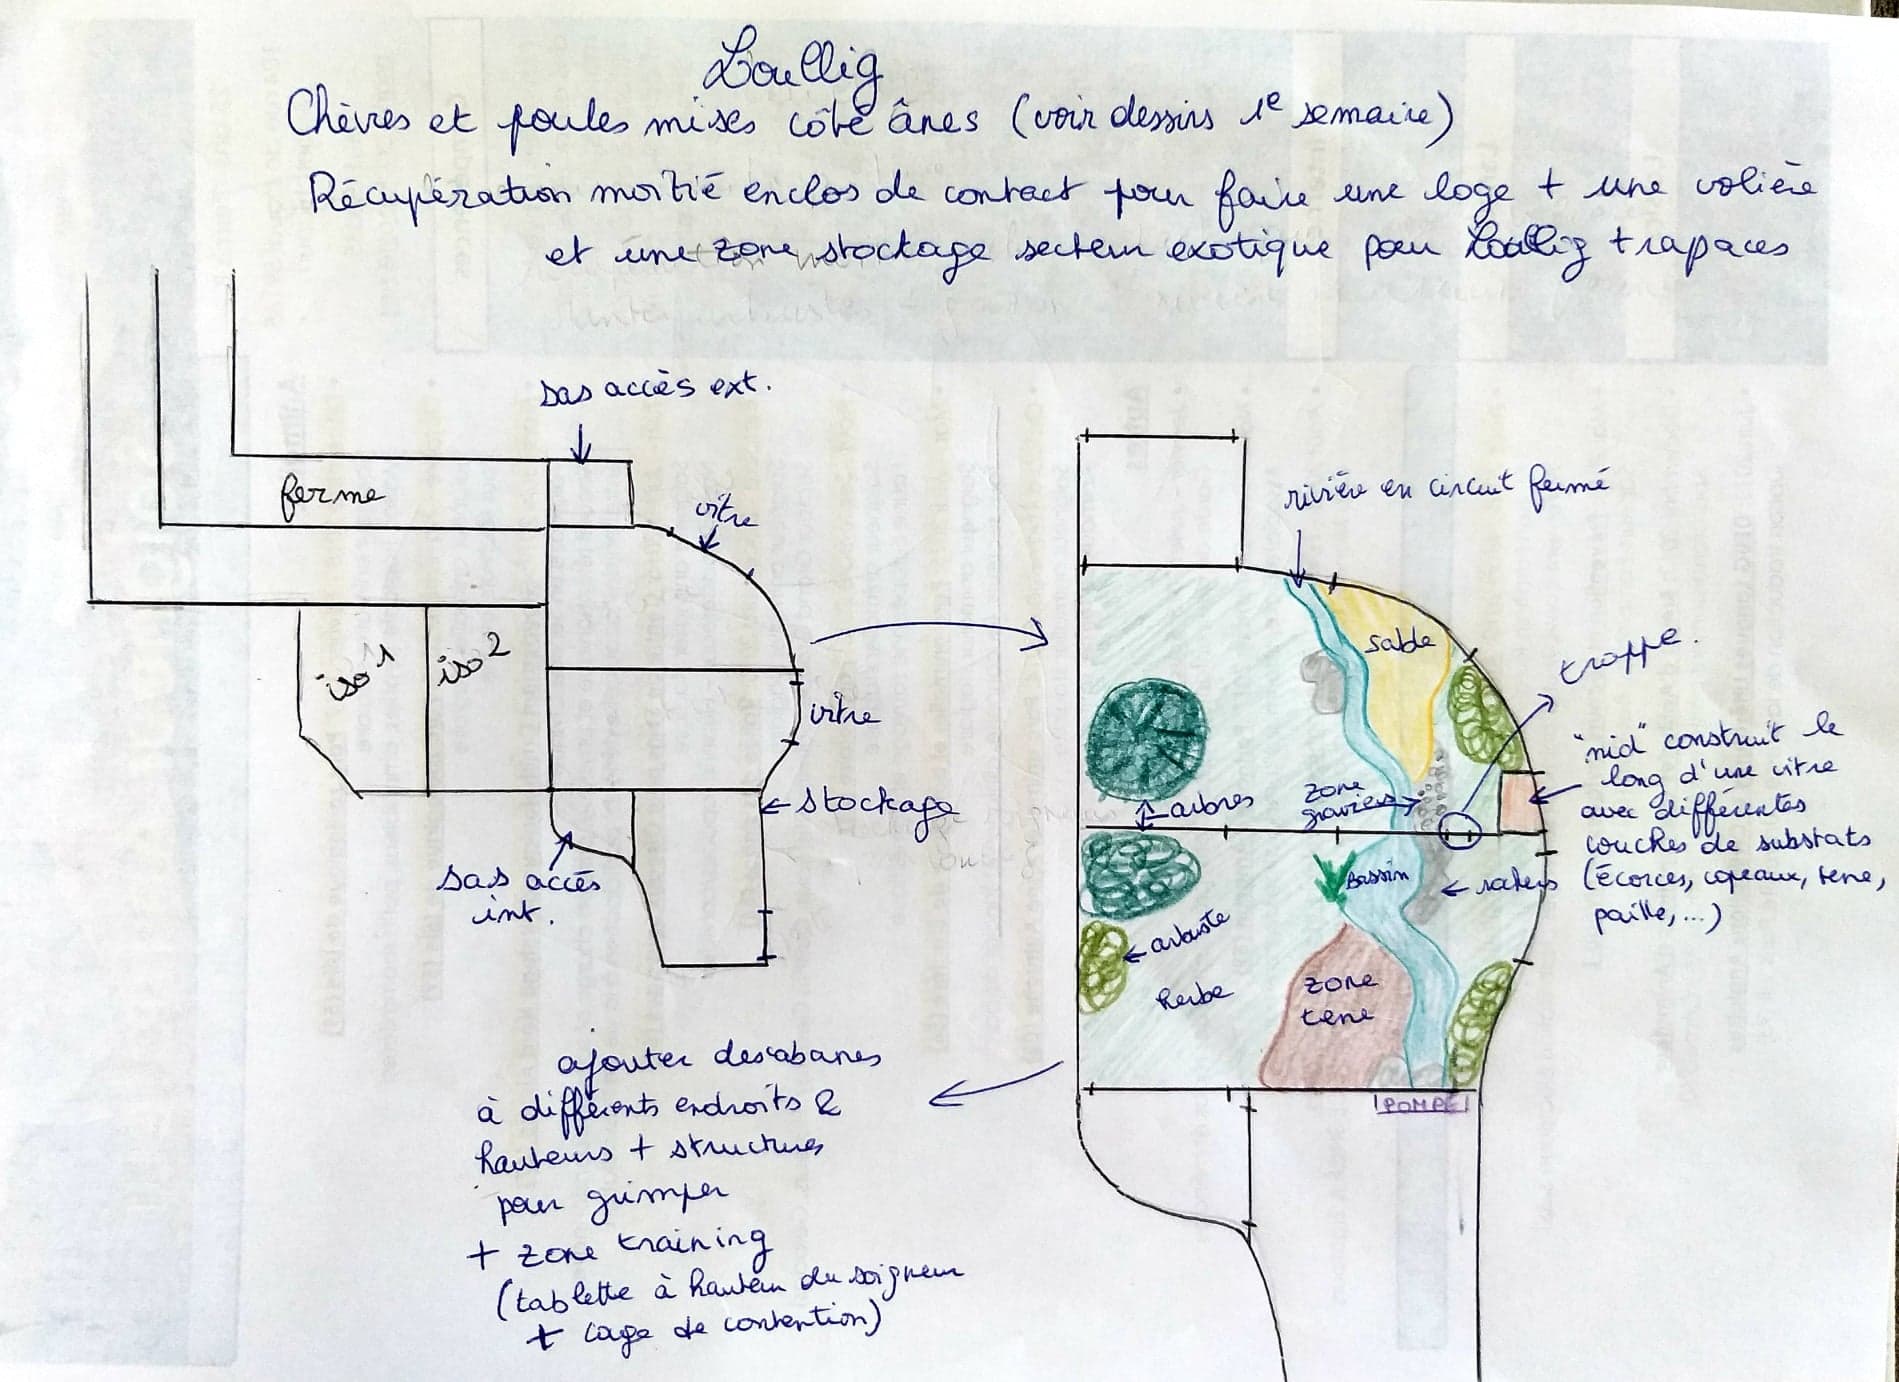 Loullig
Chèvres et poules mises côté ânes (voir dessins 1e semaine)
Récupération moitié enclos de contact pour faire une loge + une volière
et une zone stockage secteur exotique pour Loullig + rapaces
sas accès ext.
ferme
vitre
iso 1
iso 2
vitre
← stockage
sas accès
int.
rivière en circuit fermé
sable
trappe.
"nid" construit le
long d'une vitre
avec différentes
couches de substrats
(écorces, copeaux, terre,
paille, ...)
zone
graviers
arbres
Bassin
← rochers
← arbuste
herbe
zone
terre
POMPE
ajouter des cabanes
à différents endroits &
hauteurs + structures
pour grimper
+ zone training
(tablette à hauteur du soigneur
+ cage de contention)